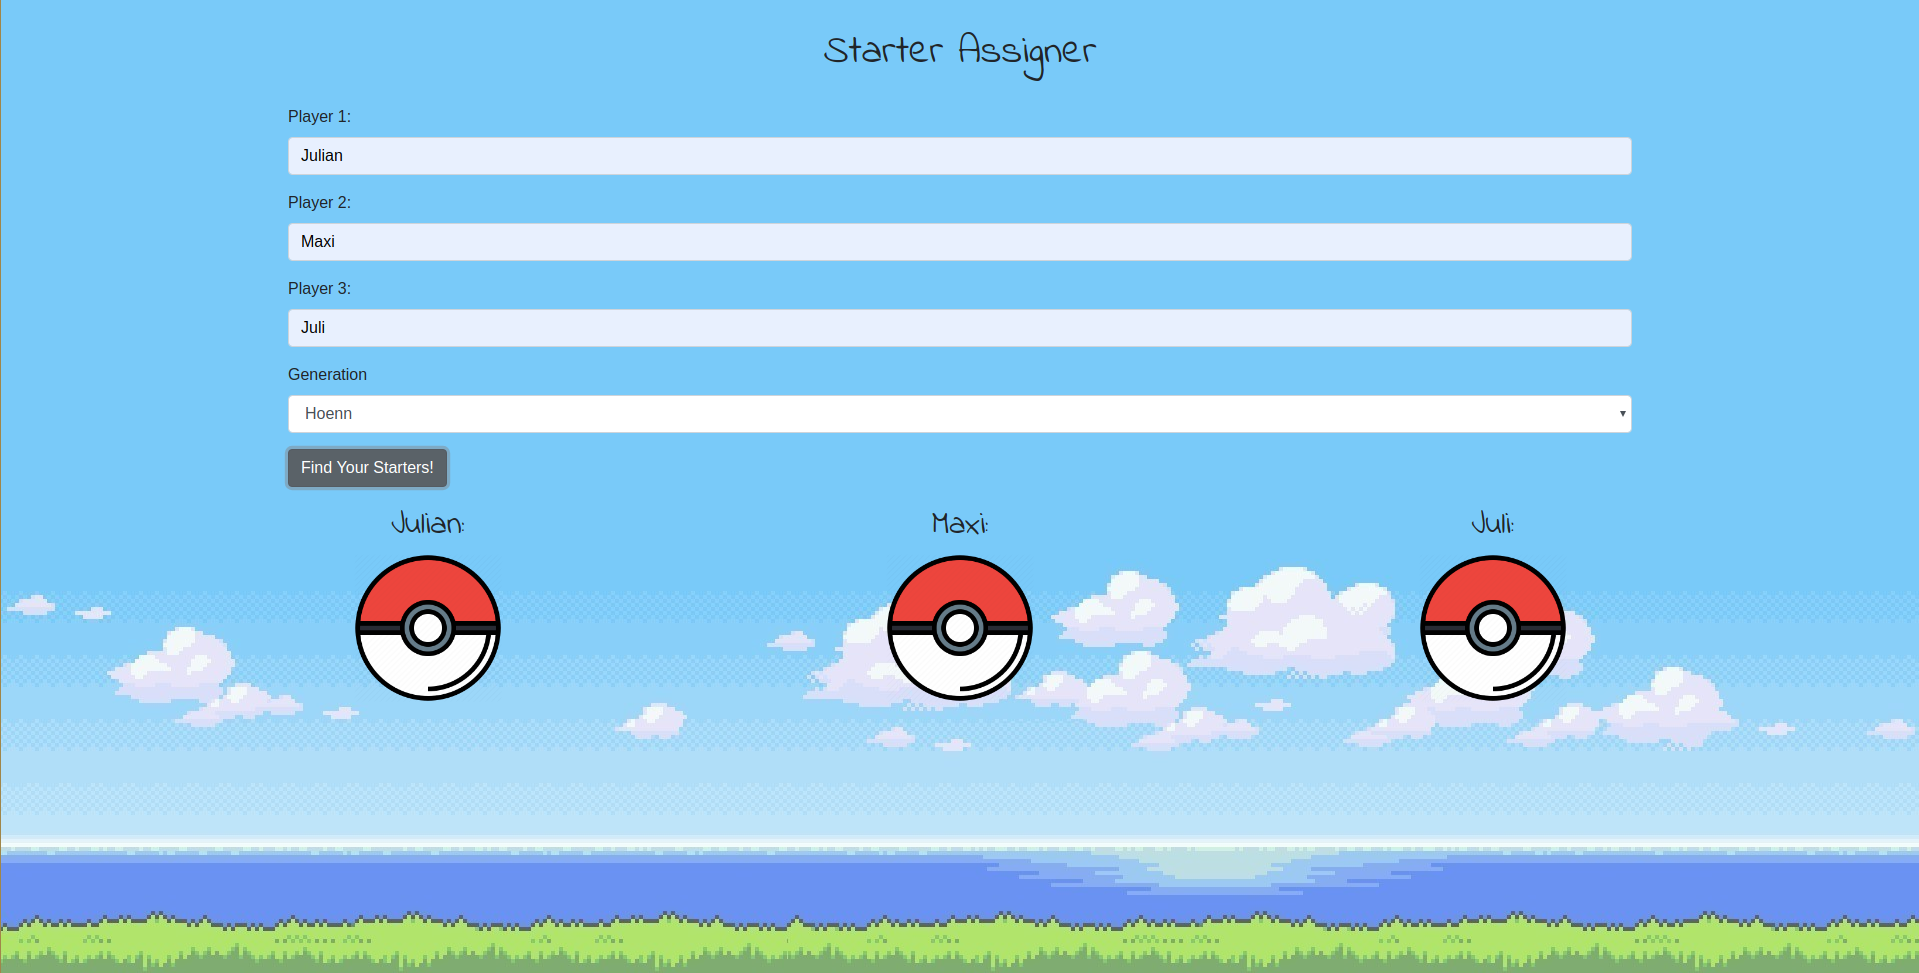 Starter Assigner
Player 1:
Julian
Player 2:
Maxi
Player 3:
Juli
Generation
Hoenn
Find Your Starters!
Julian: Maxi: Juli: